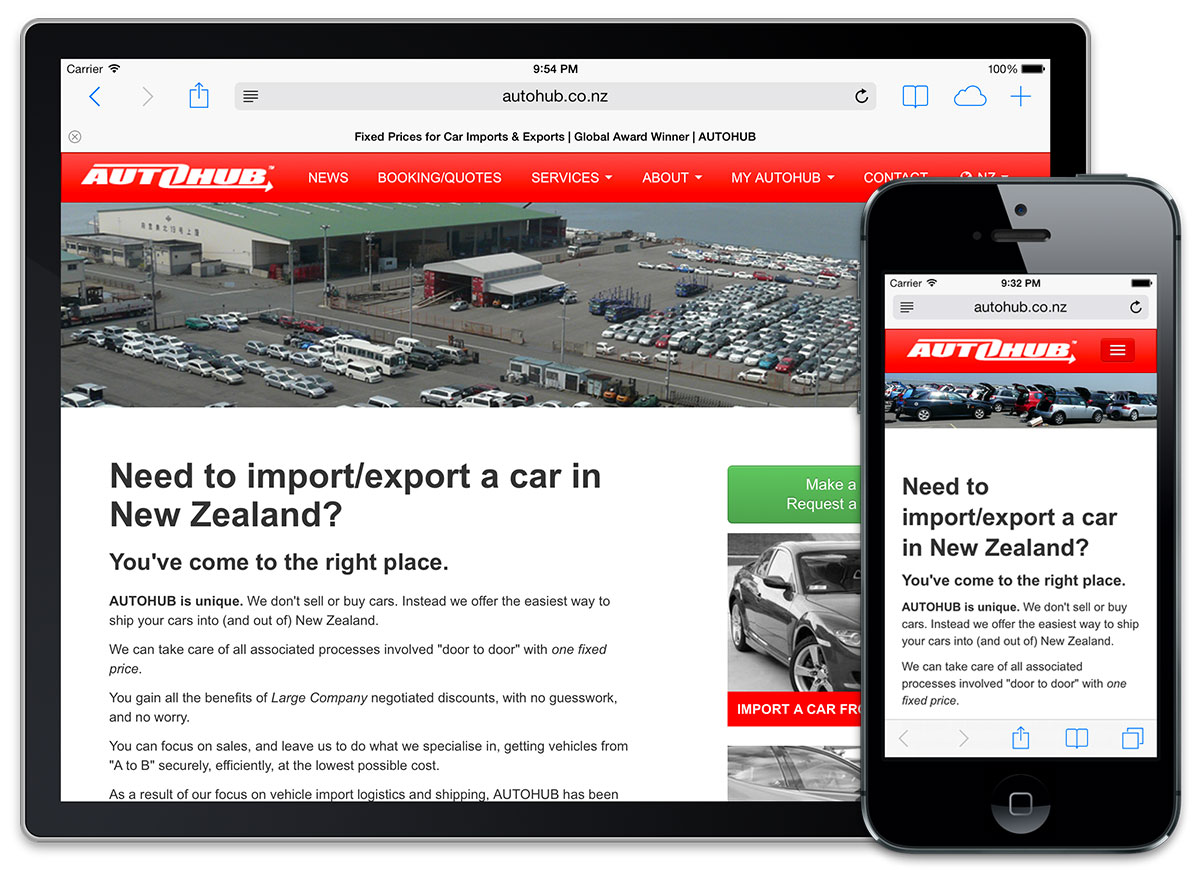 Carrier
9:54 PM
100%
autohub.co.nz
Fixed Prices for Car Imports & Exports | Global Award Winner | AUTOHUB
AUTOHUB™ NEWS BOOKING/QUOTES SERVICES ABOUT MY AUTOHUB CONTACT NZ
Need to import/export a car in
New Zealand?
You've come to the right place.
AUTOHUB is unique. We don't sell or buy cars. Instead we offer the easiest way to
ship your cars into (and out of) New Zealand.
We can take care of all associated processes involved "door to door" with one fixed
price.
You gain all the benefits of Large Company negotiated discounts, with no guesswork,
and no worry.
You can focus on sales, and leave us to do what we specialise in, getting vehicles from
"A to B" securely, efficiently, at the lowest possible cost.
As a result of our focus on vehicle import logistics and shipping, AUTOHUB has been
Make a
Request a
IMPORT A CAR FRO
Carrier
9:32 PM
autohub.co.nz
AUTOHUB™
Need to
import/export a car
in New Zealand?
You've come to the right place.
AUTOHUB is unique. We don't sell or buy
cars. Instead we offer the easiest way to
ship your cars into (and out of) New Zealand.
We can take care of all associated
processes involved "door to door" with one
fixed price.